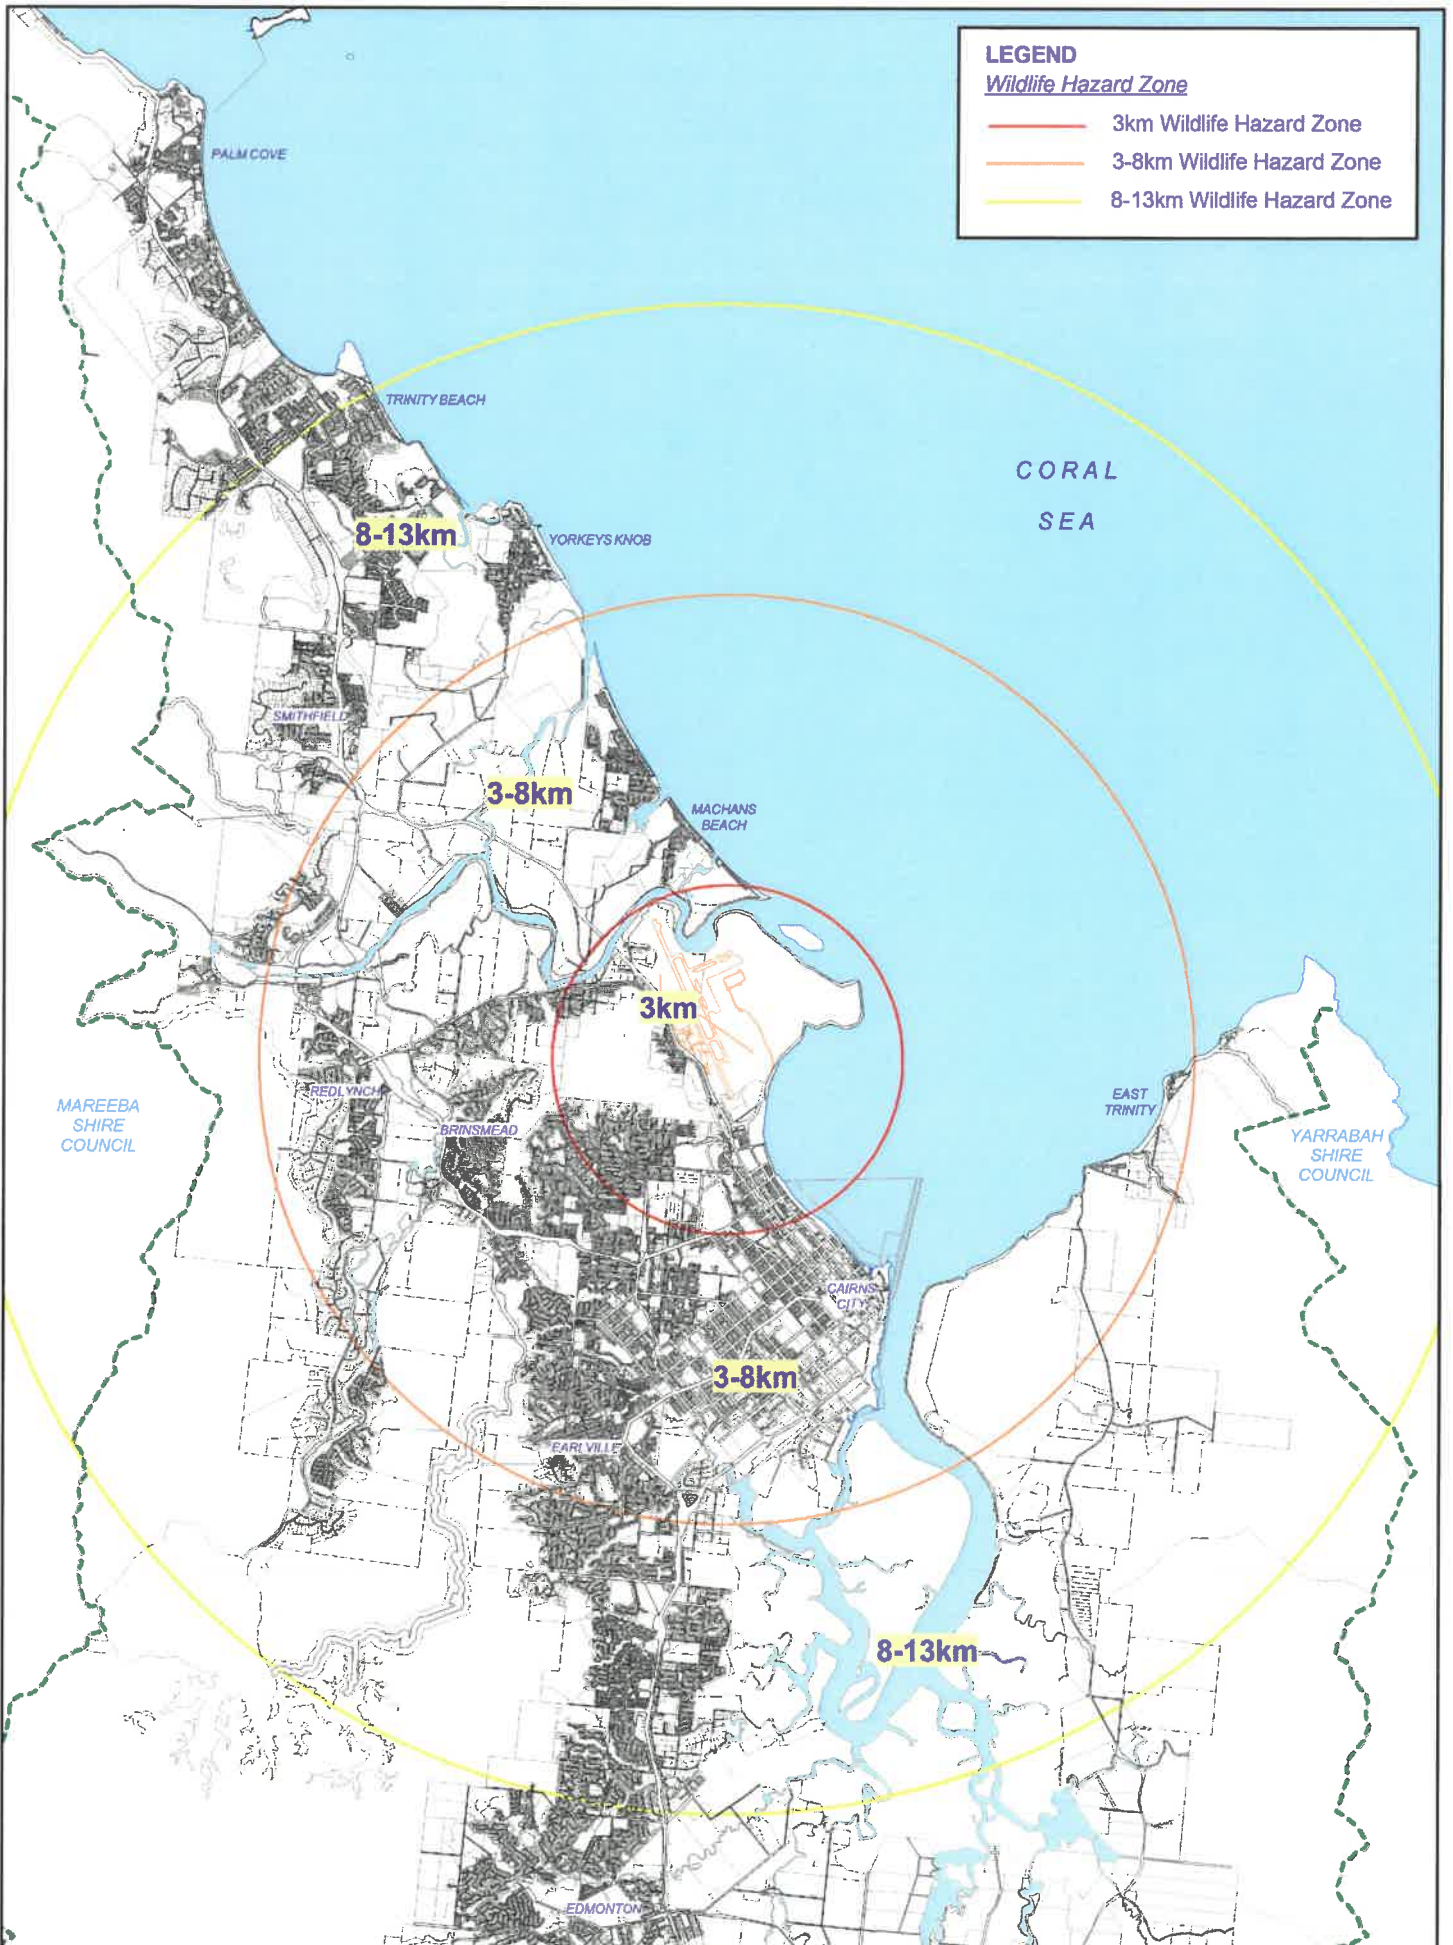 LEGEND
Wildlife Hazard Zone
3km Wildlife Hazard Zone
3-8km Wildlife Hazard Zone
8-13km Wildlife Hazard Zone
PALM COVE
TRINITY BEACH
CORAL
SEA
8-13km
YORKEYS KNOB
SMITHFIELD
3-8km
MACHANS
BEACH
3km
REDLYNCH
BRINSMEAD
MAREEBA
SHIRE
COUNCIL
EAST
TRINITY
YARRABAH
SHIRE
COUNCIL
CAIRNS
CITY
3-8km
EARLVILLE
8-13km
EDMONTON